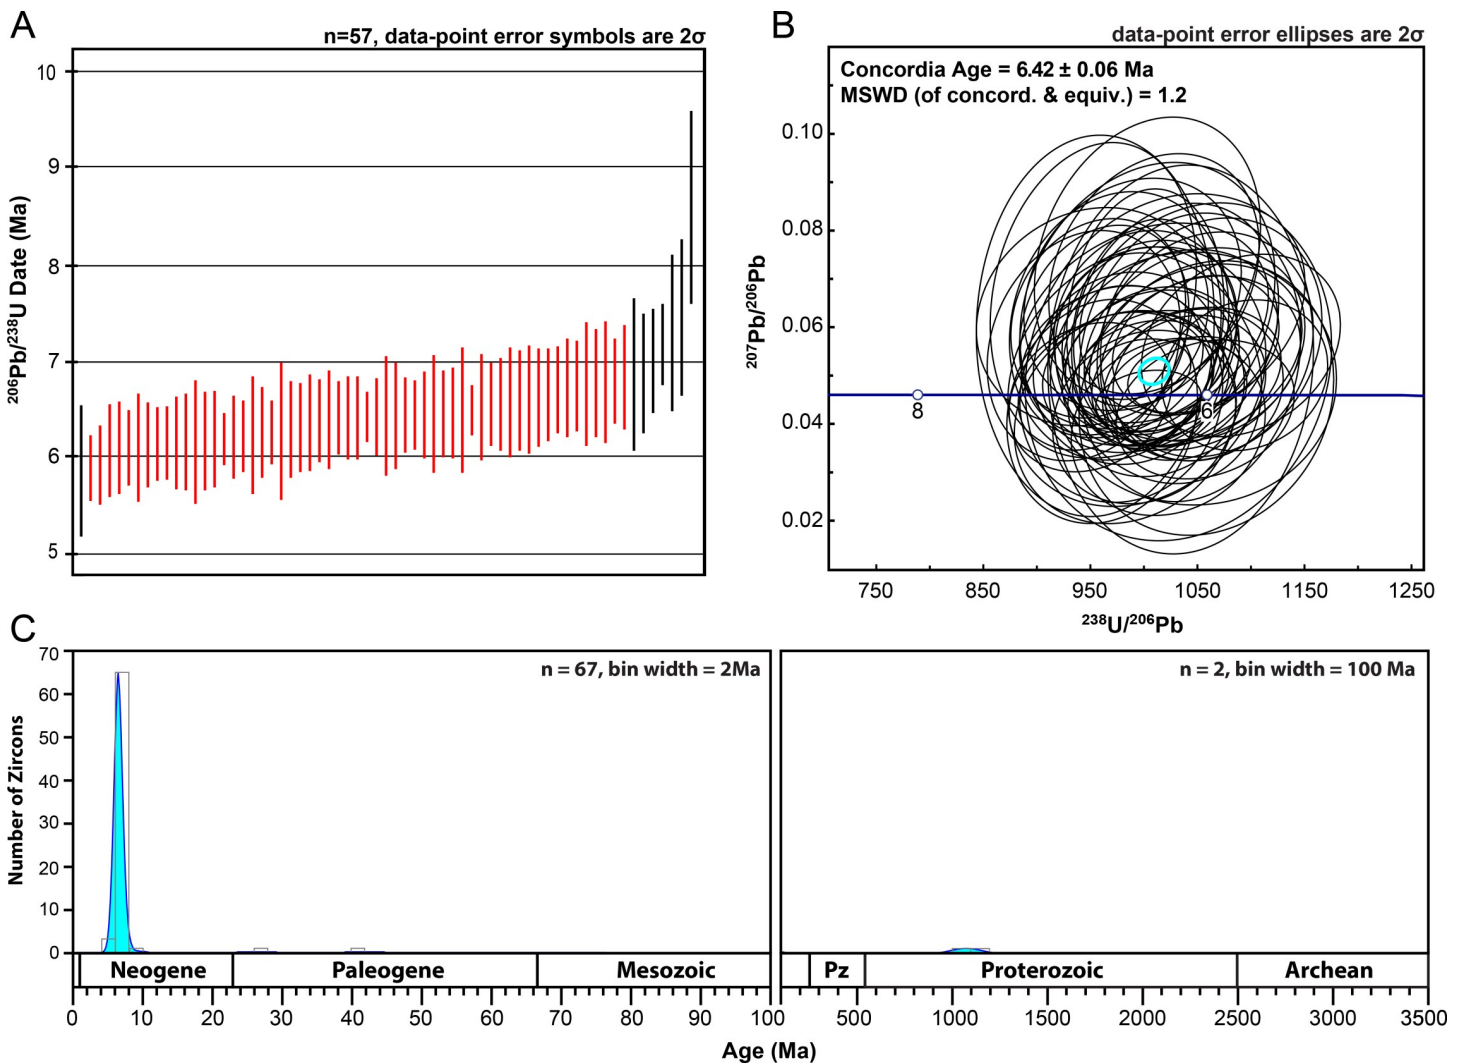 A
n=57, data-point error symbols are 2σ
10
9
8
7
6
5
²⁰⁶Pb/²³⁸U Date (Ma)
B
data-point error ellipses are 2σ
Concordia Age = 6.42 ± 0.06 Ma
MSWD (of concord. & equiv.) = 1.2
0.10
0.08
0.06
0.04
0.02
²⁰⁷Pb/²⁰⁶Pb
8
6
750 850 950 1050 1150 1250
²³⁸U/²⁰⁶Pb
C
70
60
50
40
30
20
10
0
Number of Zircons
n = 67, bin width = 2Ma
n = 2, bin width = 100 Ma
Neogene Paleogene Mesozoic Pz Proterozoic Archean
0 10 20 30 40 50 60 70 80 90 100 500 1000 1500 2000 2500 3000 3500
Age (Ma)